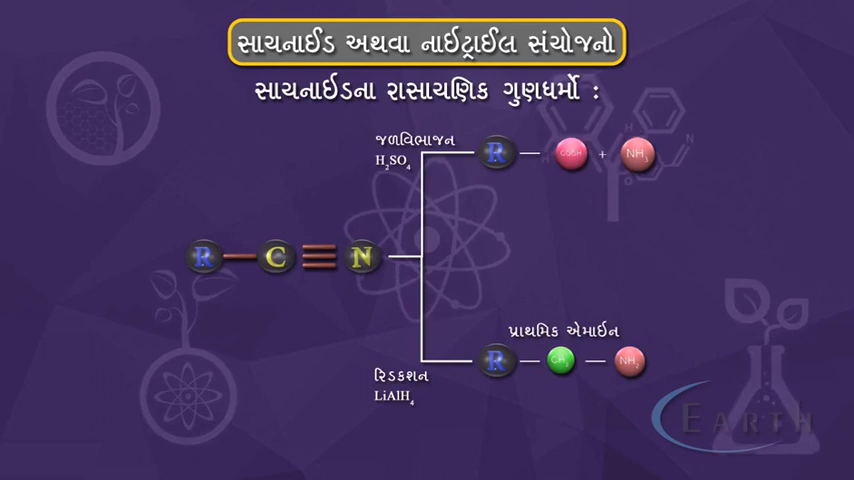 સાયનાઈડ અથવા નાઈટ્રાઈલ સંયોજનો
સાયનાઈડના રાસાયણિક ગુણધર્મો :
જળવિભાજન
H₂SO₄
R — COOH + NH₃
R — C ≡ N
પ્રાથમિક એમાઈન
R — CH₂ — NH₂
રિડકશન
LiAlH₄
EARTH